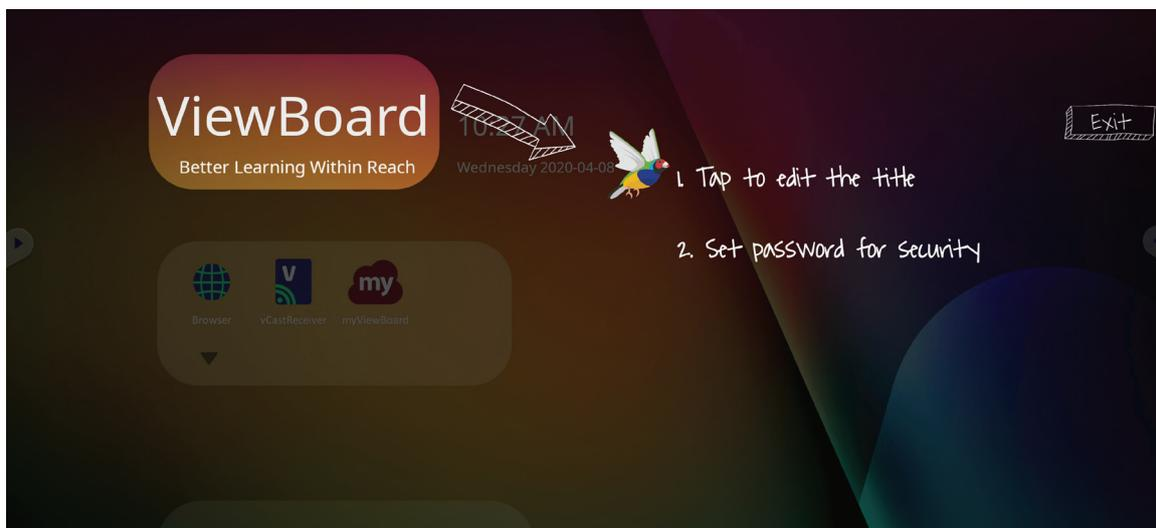 ViewBoard
Better Learning Within Reach
10:27 AM
Wednesday 2020-04-08
Exit
1. Tap to edit the title
2. Set password for security
V
my
Browser
vCastReceiver
myViewBoard